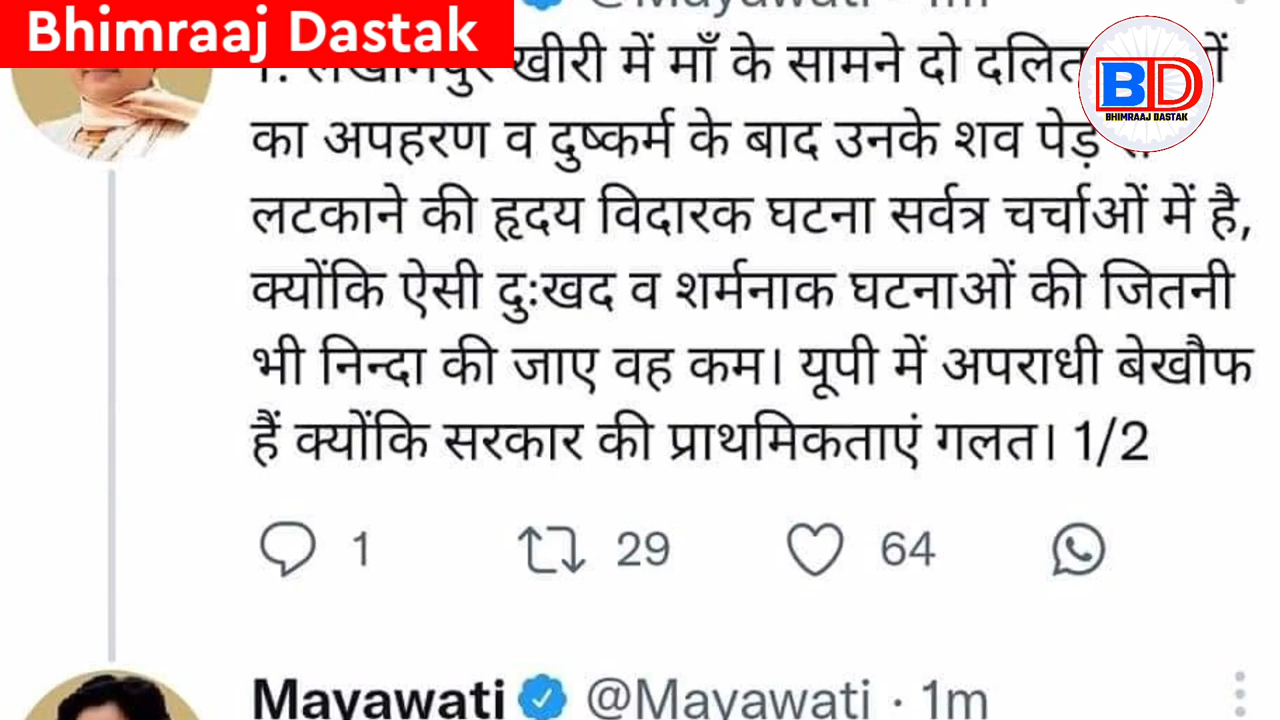 Bhimraaj Dastak
@Mayawati · 1m
खीरी में माँ के सामने दो दलित
BD
BHIMRAAJ DASTAK
का अपहरण व दुष्कर्म के बाद उनके शव पेड़
लटकाने की हृदय विदारक घटना सर्वत्र चर्चाओं में है,
क्योंकि ऐसी दुःखद व शर्मनाक घटनाओं की जितनी
भी निन्दा की जाए वह कम। यूपी में अपराधी बेखौफ
हैं क्योंकि सरकार की प्राथमिकताएं गलत। 1/2
1 29 64
Mayawati @Mayawati · 1m